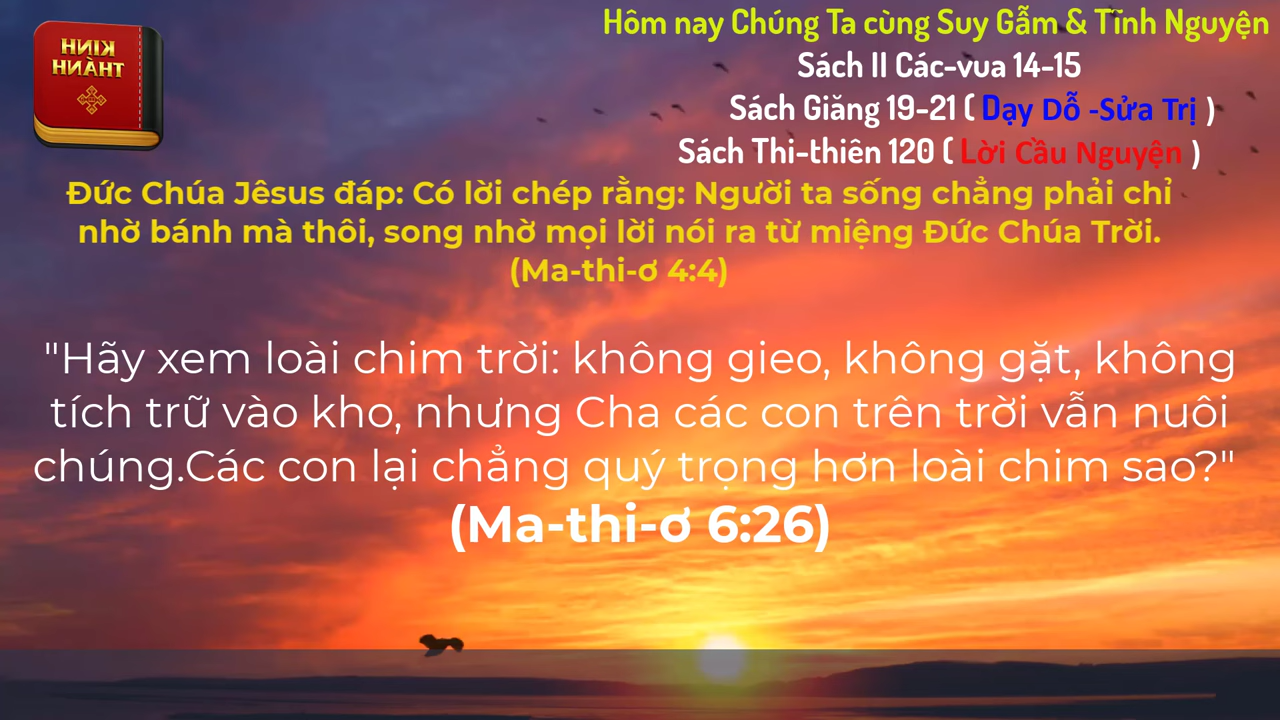 KINH
THÀNH
Hôm nay Chúng Ta cùng Suy Gẫm & Tĩnh Nguyện
Sách II Các-vua 14-15
Sách Giăng 19-21 ( Dạy Dỗ -Sửa Trị )
Sách Thi-thiên 120 ( Lời Cầu Nguyện )
Đức Chúa Jêsus đáp: Có lời chép rằng: Người ta sống chẳng phải chỉ
nhờ bánh mà thôi, song nhờ mọi lời nói ra từ miệng Đức Chúa Trời.
(Ma-thi-ơ 4:4)
"Hãy xem loài chim trời: không gieo, không gặt, không
tích trữ vào kho, nhưng Cha các con trên trời vẫn nuôi
chúng.Các con lại chẳng quý trọng hơn loài chim sao?"
(Ma-thi-ơ 6:26)